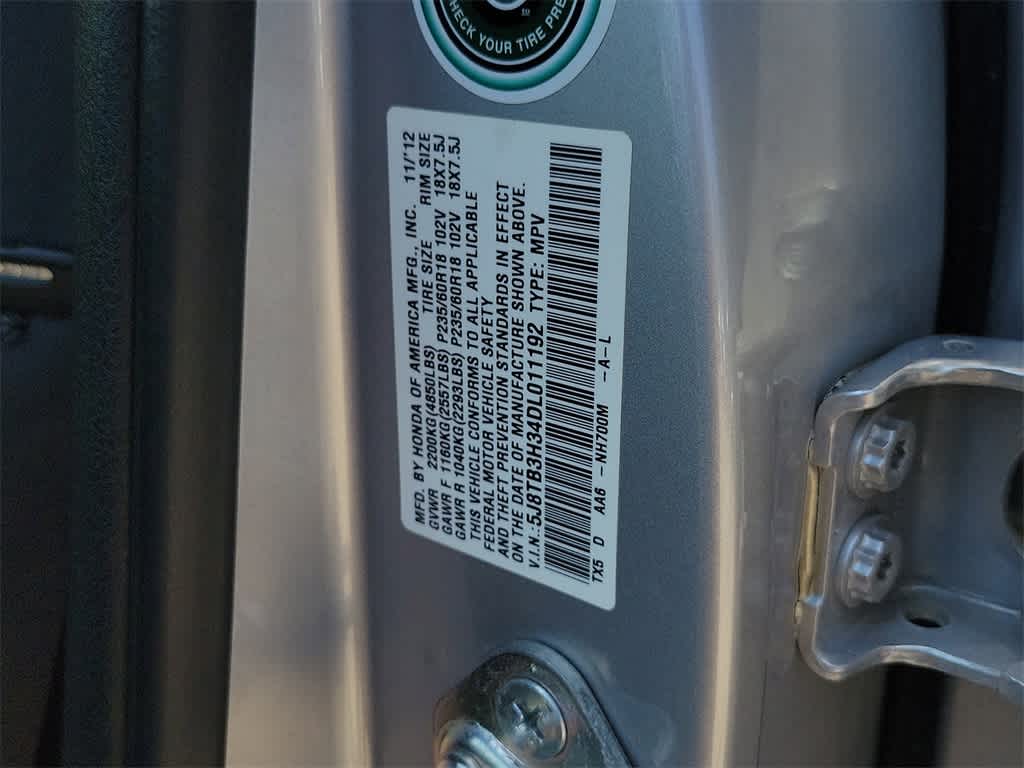 CHECK YOUR TIRE PRE
MFD. BY HONDA OF AMERICA MFG., INC. 11/'12
GVWR 2200KG(4850LBS) TIRE SIZE RIM SIZE
GAWR F 1160KG(2557LBS) P235/60R18 102V 18X7.5J
GAWR R 1040KG(2293LBS) P235/60R18 102V 18X7.5J
THIS VEHICLE CONFORMS TO ALL APPLICABLE
FEDERAL MOTOR VEHICLE SAFETY
AND THEFT PREVENTION STANDARDS IN EFFECT
ON THE DATE OF MANUFACTURE SHOWN ABOVE.
V.I.N.:5J8TB3H34DL011192 TYPE: MPV
TX5 D AA6 -NH700M -A-L